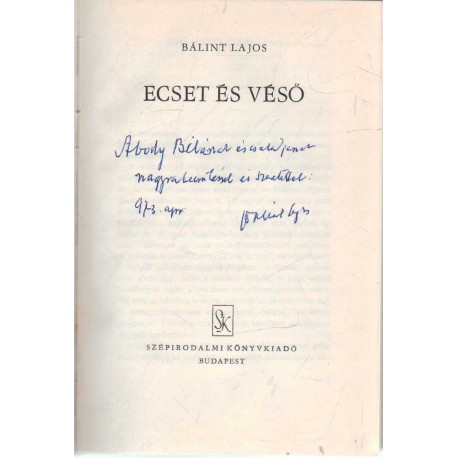 BÁLINT LAJOS
ECSET ÉS VÉSŐ
Abody Bélának és családjának
nagyrabecsüléssel és szeretettel:
973. apr. Bálint Lajos
SzK
SZÉPIRODALMI KÖNYVKIADÓ
BUDAPEST